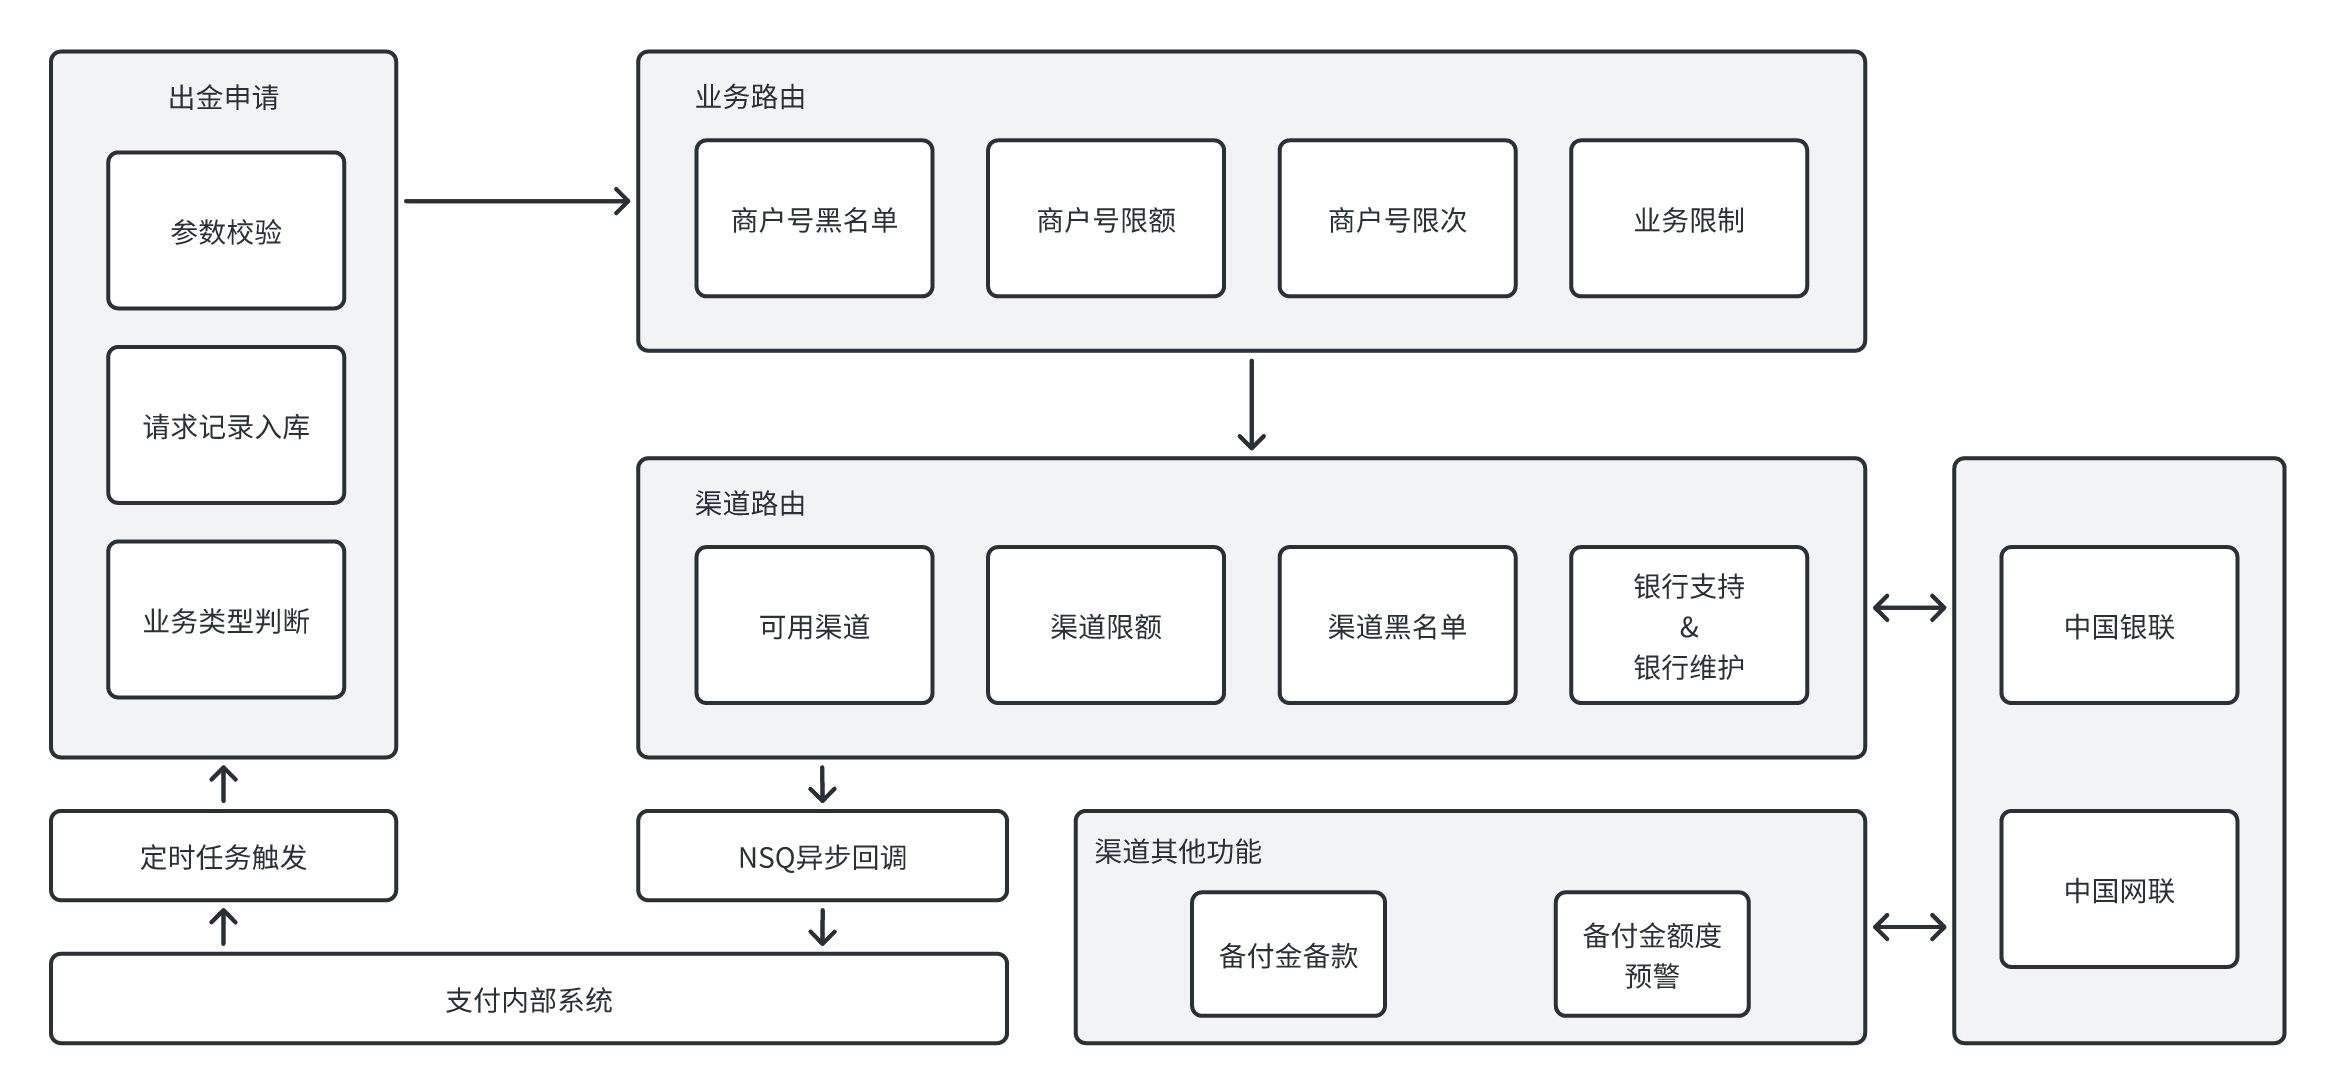 出金申请
参数校验
请求记录入库
业务类型判断
业务路由
商户号黑名单
商户号限额
商户号限次
业务限制
渠道路由
可用渠道
渠道限额
渠道黑名单
银行支持
&
银行维护
中国银联
中国网联
定时任务触发
NSQ异步回调
支付内部系统
渠道其他功能
备付金备款
备付金额度
预警